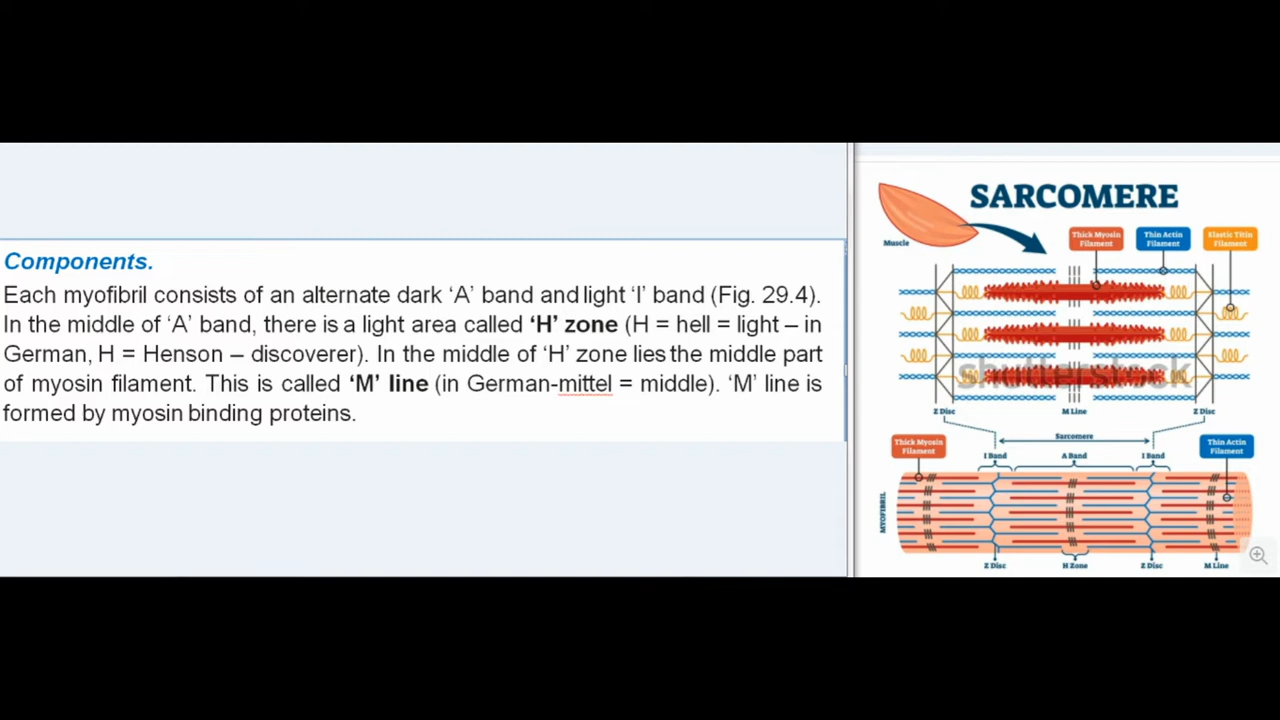 Components.
Each myofibril consists of an alternate dark ‘A’ band and light ‘I’ band (Fig. 29.4).
In the middle of ‘A’ band, there is a light area called ‘H’ zone (H = hell = light – in
German, H = Henson – discoverer). In the middle of ‘H’ zone lies the middle part
of myosin filament. This is called ‘M’ line (in German-mittel = middle). ‘M’ line is
formed by myosin binding proteins.
SARCOMERE
Muscle
Thick Myosin
Filament
Thin Actin
Filament
Elastic Titin
Filament
shutterstock
Z Disc
M Line
Z Disc
Sarcomere
Thick Myosin
Filament
Thin Actin
Filament
I Band
A Band
I Band
MYOFIBRIL
Z Disc
H Zone
Z Disc
M Line